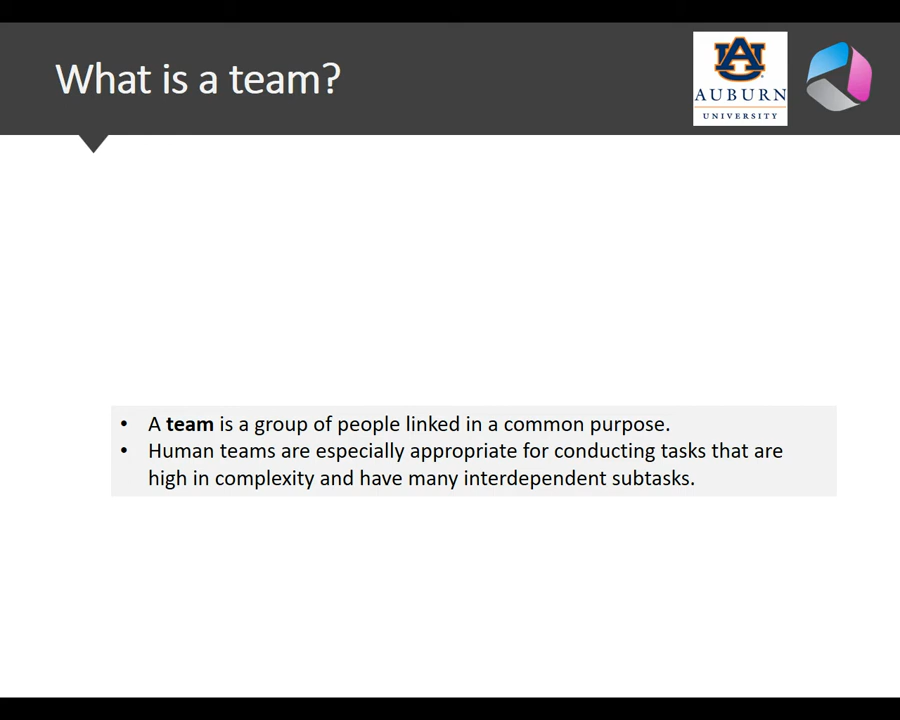 What is a team?
AU
AUBURN
UNIVERSITY
• A team is a group of people linked in a common purpose.
• Human teams are especially appropriate for conducting tasks that are
high in complexity and have many interdependent subtasks.